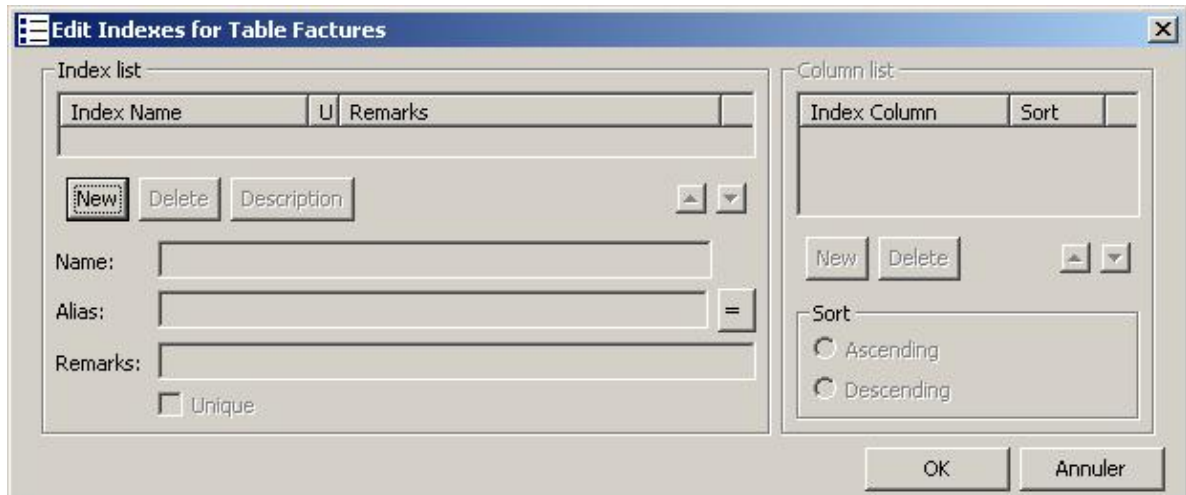 Edit Indexes for Table Factures
Index list
Index Name U Remarks
New Delete Description
Name:
Alias: =
Remarks:
Unique
Column list
Index Column Sort
New Delete
Sort
Ascending
Descending
OK Annuler